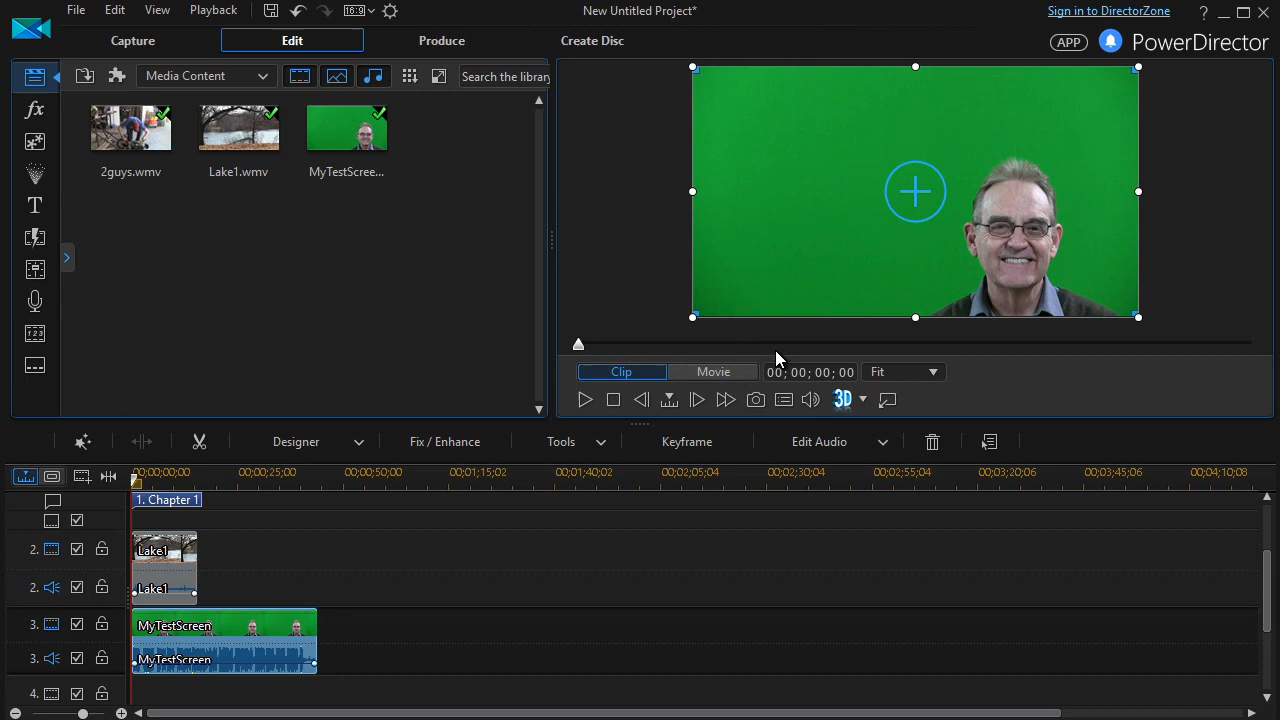 File Edit View Playback 16:9 New Untitled Project* Sign in to DirectorZone ?
Capture Edit Produce Create Disc APP PowerDirector
Media Content Search the library
fx
2guys.wmv Lake1.wmv MyTestScree...
T
123
Clip Movie 00; 00; 00; 00 Fit
3D
Designer Fix / Enhance Tools Keyframe Edit Audio
00;00;00;00 00;00;25;00 00;00;50;00 00;01;15;02 00;01;40;02 00;02;05;04 00;02;30;04 00;02;55;04 00;03;20;06 00;03;45;06 00;04;10;08
1. Chapter 1
2. Lake1
2. Lake1
3. MyTestScreen
3. MyTestScreen
4.